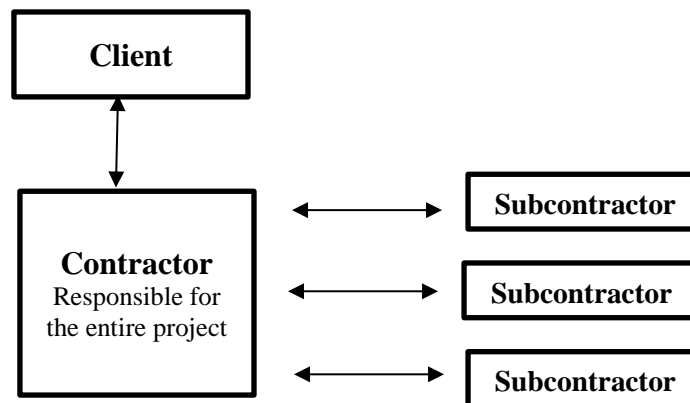 Client
Subcontractor
Contractor
Responsible for
the entire project
Subcontractor
Subcontractor